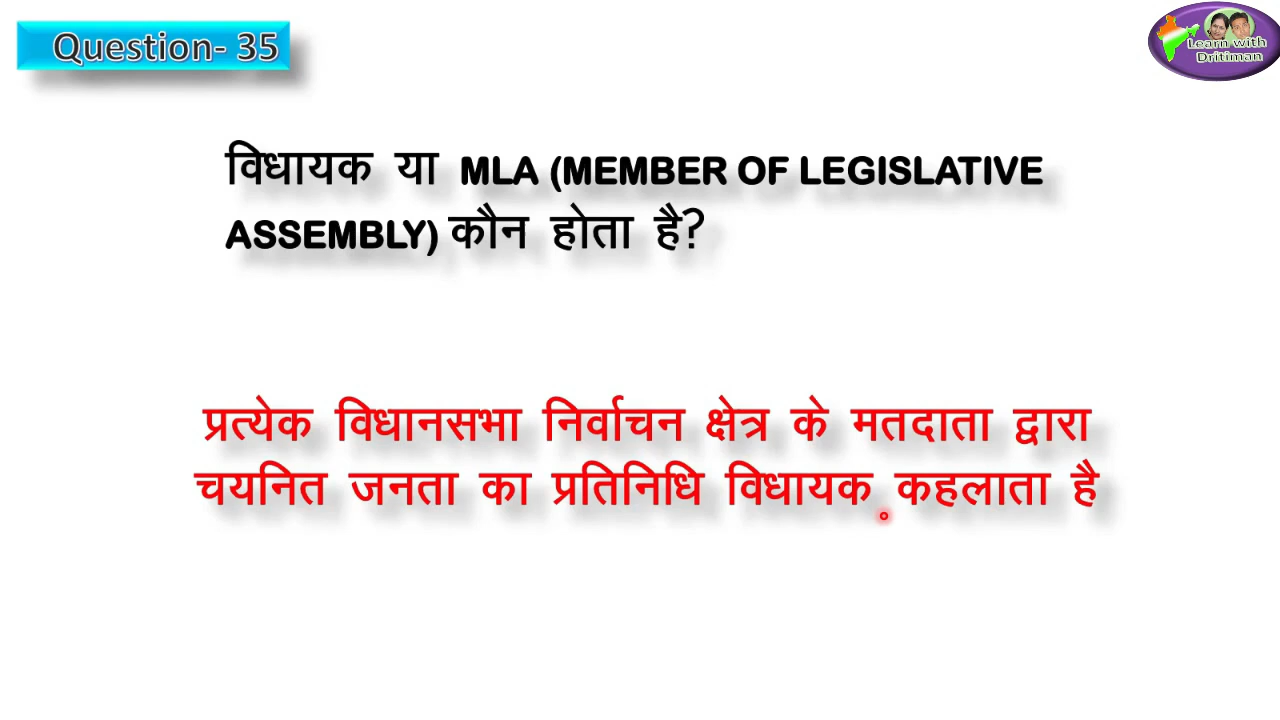 Question- 35
Learn with
Dritiman
विधायक या MLA (MEMBER OF LEGISLATIVE
ASSEMBLY) कौन होता है?
प्रत्येक विधानसभा निर्वाचन क्षेत्र के मतदाता द्वारा
चयनित जनता का प्रतिनिधि विधायक कहलाता है